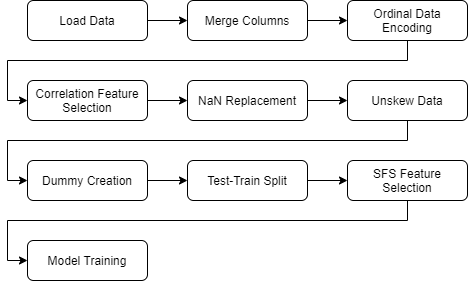 Load Data
Merge Columns
Ordinal Data
Encoding
Correlation Feature
Selection
NaN Replacement
Unskew Data
Dummy Creation
Test-Train Split
SFS Feature
Selection
Model Training